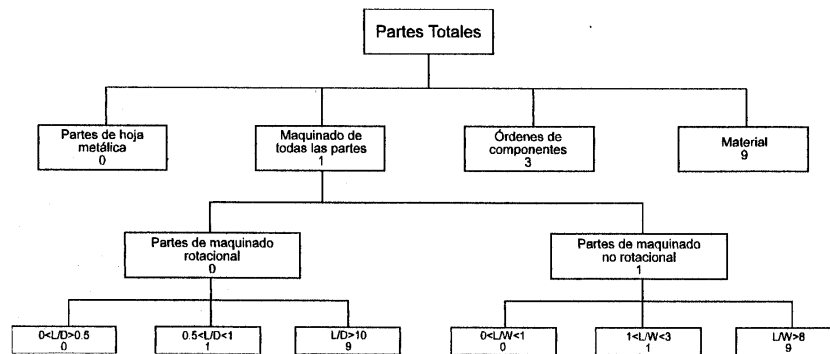 Partes Totales
Partes de hoja
metálica
0
Maquinado de
todas las partes
1
Órdenes de
componentes
3
Material
9
Partes de maquinado
rotacional
0
Partes de maquinado
no rotacional
1
0<L/D>0.5
0
0.5<L/D<1
1
L/D>10
9
0<L/W<1
0
1<L/W<3
1
L/W>8
9